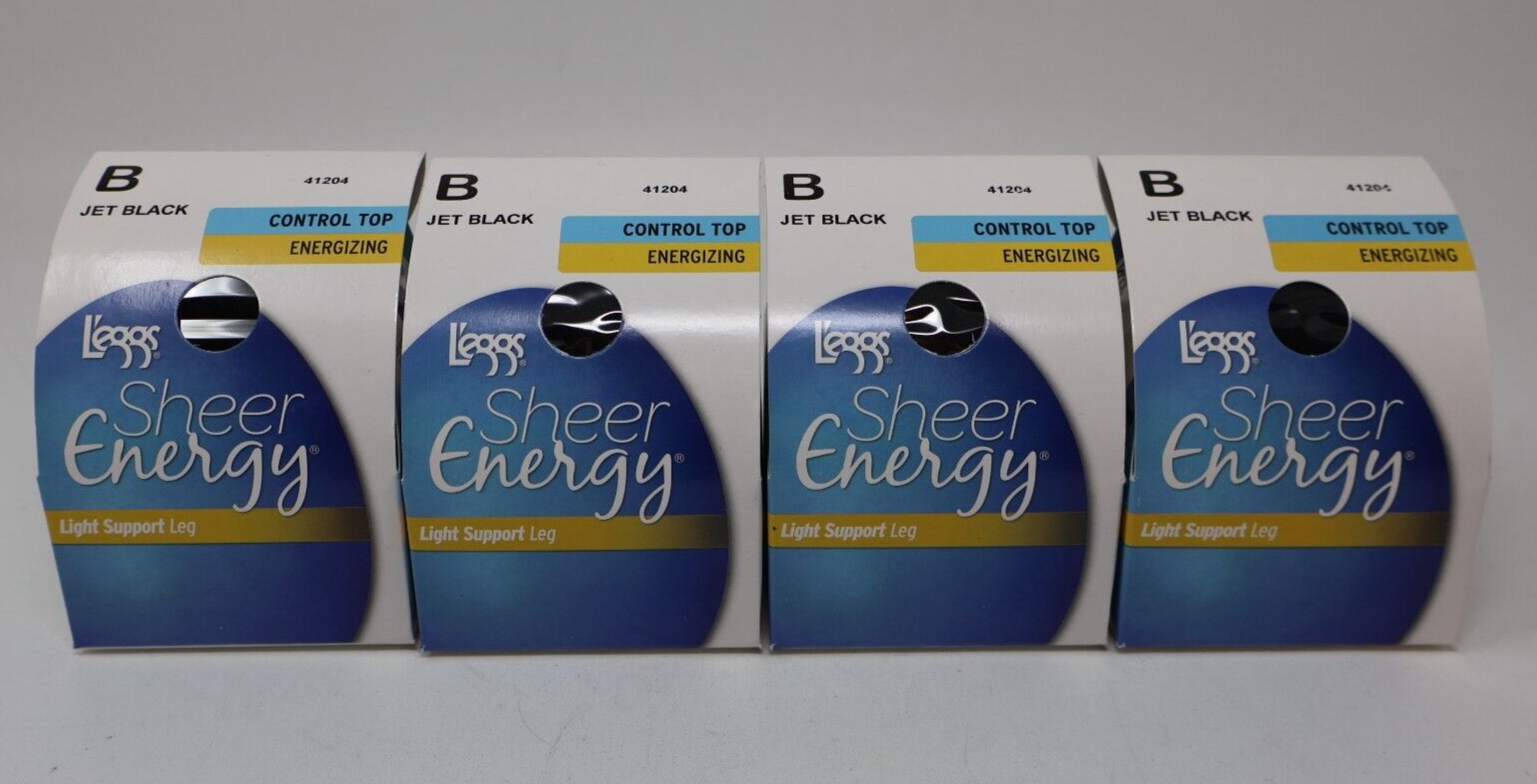 B 41204
JET BLACK
CONTROL TOP
ENERGIZING
L'eggs®
Sheer
Energy®
Light Support Leg
B 41204
JET BLACK
CONTROL TOP
ENERGIZING
L'eggs®
Sheer
Energy®
Light Support Leg
B 41204
JET BLACK
CONTROL TOP
ENERGIZING
L'eggs®
Sheer
Energy®
Light Support Leg
B 41204
JET BLACK
CONTROL TOP
ENERGIZING
L'eggs®
Sheer
Energy®
Light Support Leg